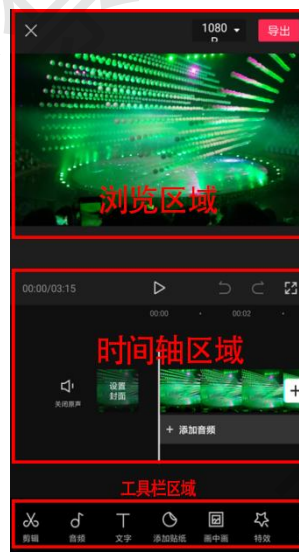 1080
P
导出
浏览区域
00:00/03:15
00:00
00:02
时间轴区域
关闭原声
设置
封面
+ 添加音频
工具栏区域
剪辑
音频
文字
添加贴纸
画中画
特效